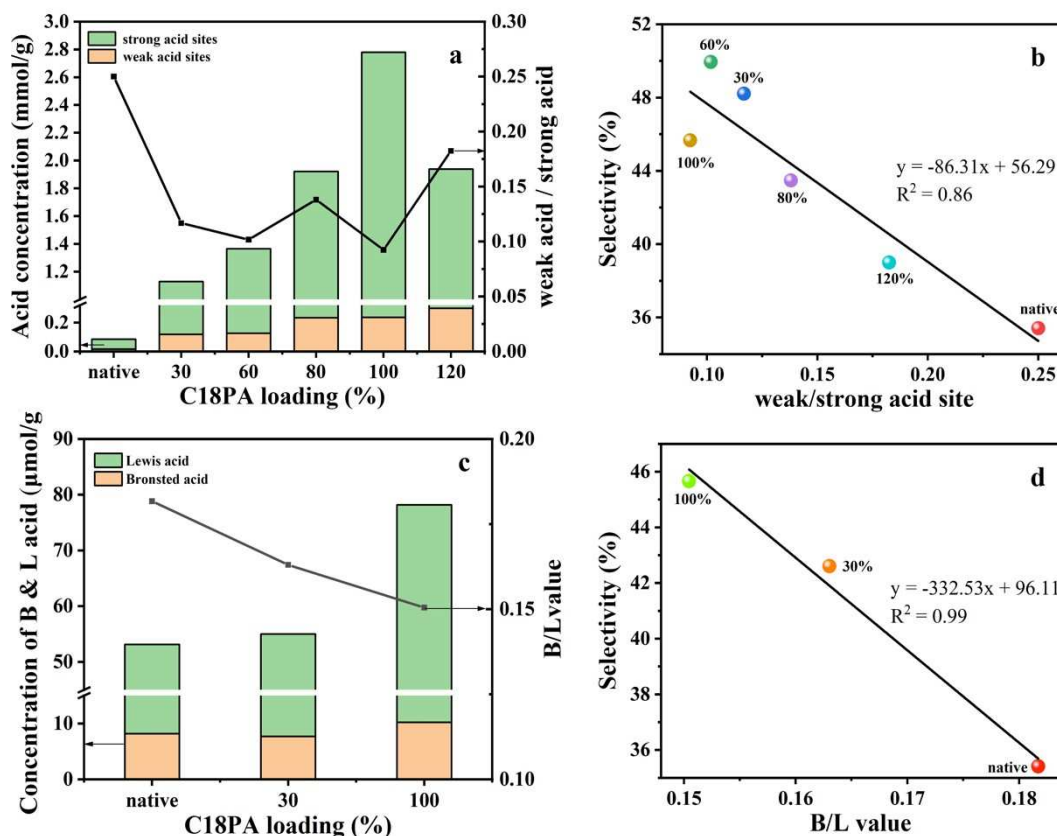 3.0
2.8
2.6
2.4
2.2
2.0
1.8
1.6
1.4
1.2
0.2
0.0
Acid concentration (mmol/g)
strong acid sites
weak acid sites
a
0.30
0.25
0.20
0.15
0.10
0.05
0.00
weak acid / strong acid
native 30 60 80 100 120
C18PA loading (%)
52
48
44
40
36
Selectivity (%)
b
60%
30%
100%
80%
120%
native
y = -86.31x + 56.29
R² = 0.86
0.10 0.15 0.20 0.25
weak/strong acid site
90
80
70
60
50
10
0
Concentration of B & L acid (μmol/g)
Lewis acid
Bronsted acid
c
0.20
0.15
0.10
B/Lvalue
native 30 100
C18PA loading (%)
46
44
42
40
38
36
Selectivity (%)
d
100%
30%
native
y = -332.53x + 96.11
R² = 0.99
0.15 0.16 0.17 0.18
B/L value